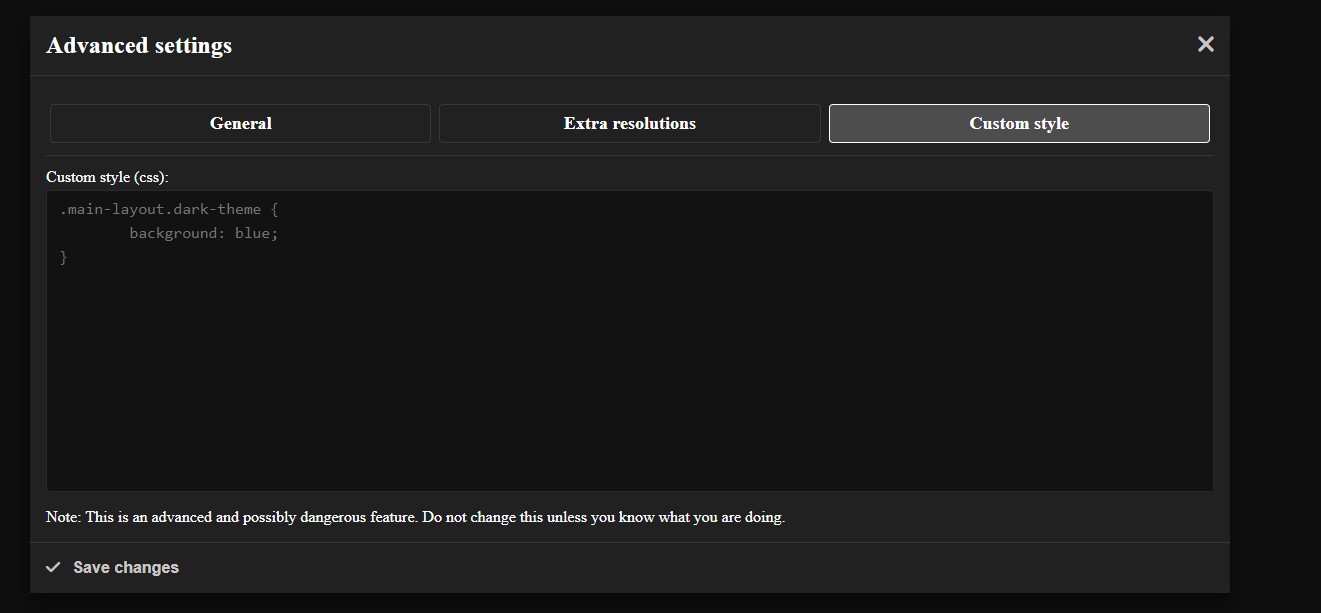 Advanced settings
General
Extra resolutions
Custom style
Custom style (css):
.main-layout.dark-theme {
        background: blue;
}
Note: This is an advanced and possibly dangerous feature. Do not change this unless you know what you are doing.
Save changes